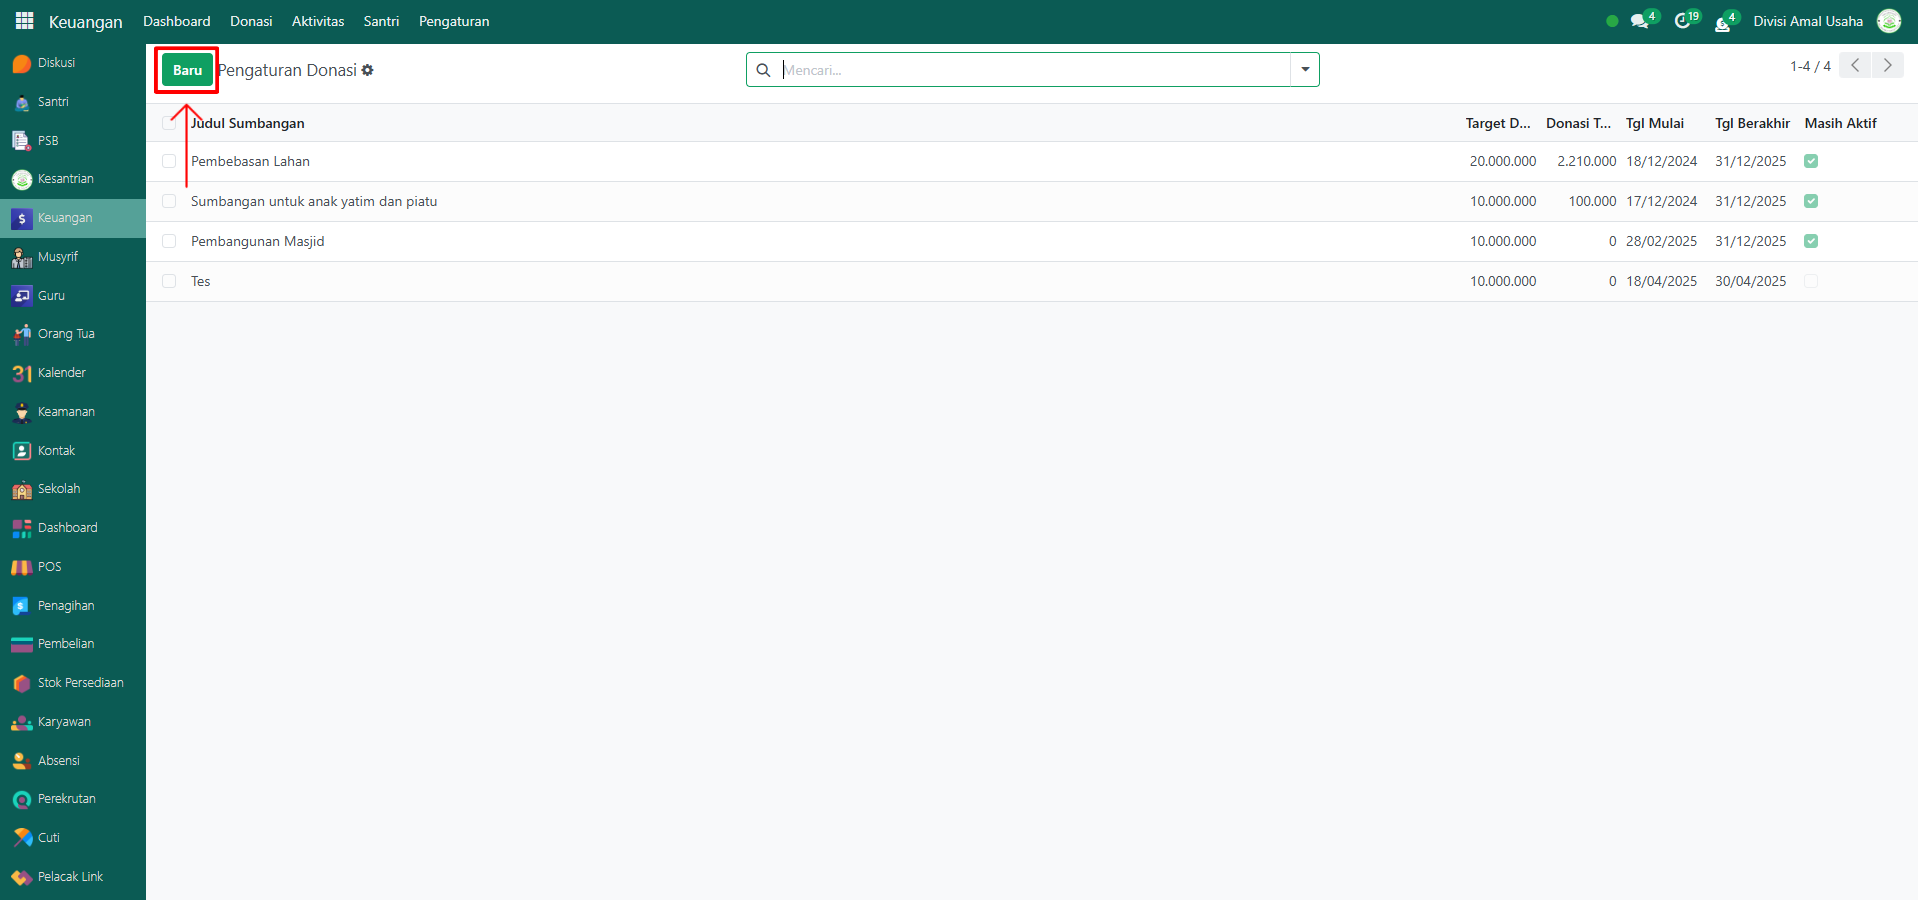 Keuangan Dashboard Donasi Aktivitas Santri Pengaturan 4 19 4 Divisi Amal Usaha
Diskusi
Santri
PSB
Kesantrian
Keuangan
Musyrif
Guru
Orang Tua
31 Kalender
Keamanan
Kontak
Sekolah
Dashboard
POS
Penagihan
Pembelian
Stok Persediaan
Karyawan
Absensi
Perekrutan
Cuti
Pelacak Link
Baru Pengaturan Donasi Mencari... 1-4 / 4
Judul Sumbangan Target D... Donasi T... Tgl Mulai Tgl Berakhir Masih Aktif
Pembebasan Lahan 20.000.000 2.210.000 18/12/2024 31/12/2025
Sumbangan untuk anak yatim dan piatu 10.000.000 100.000 17/12/2024 31/12/2025
Pembangunan Masjid 10.000.000 0 28/02/2025 31/12/2025
Tes 10.000.000 0 18/04/2025 30/04/2025